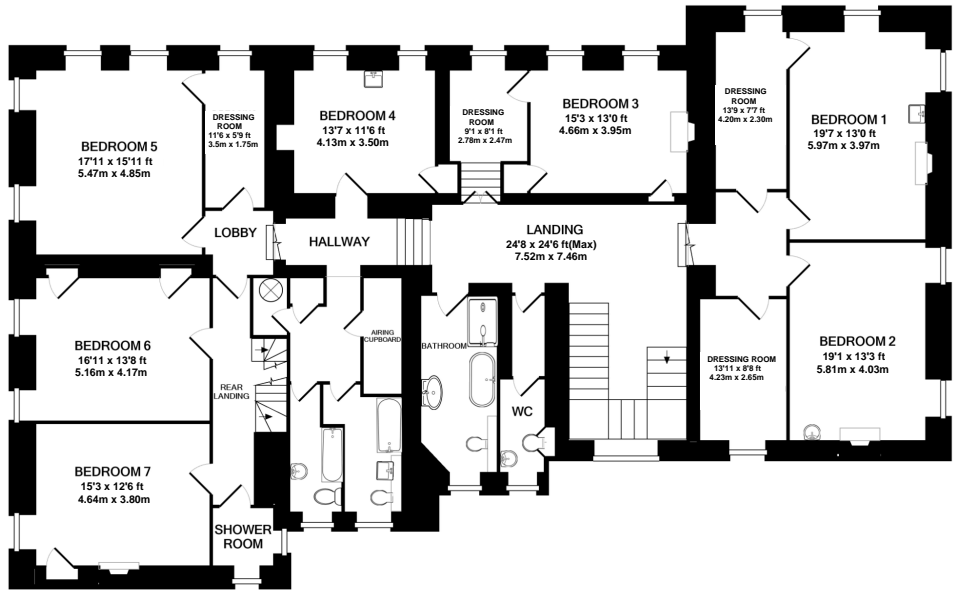 DRESSING
ROOM
13'9 x 7'7 ft
4.20m x 2.30m
BEDROOM 1
19'7 x 13'0 ft
5.97m x 3.97m
BEDROOM 5
17'11 x 15'11 ft
5.47m x 4.85m
DRESSING
ROOM
11'6 x 5'9 ft
3.5m x 1.75m
BEDROOM 4
13'7 x 11'6 ft
4.13m x 3.50m
DRESSING
ROOM
9'1 x 8'1 ft
2.78m x 2.47m
BEDROOM 3
15'3 x 13'0 ft
4.66m x 3.95m
LOBBY
HALLWAY
LANDING
24'8 x 24'6 ft(Max)
7.52m x 7.46m
BEDROOM 6
16'11 x 13'8 ft
5.16m x 4.17m
REAR
LANDING
AIRING
CUPBOARD
BATHROOM
WC
DRESSING ROOM
13'11 x 8'8 ft
4.23m x 2.65m
BEDROOM 2
19'1 x 13'3 ft
5.81m x 4.03m
BEDROOM 7
15'3 x 12'6 ft
4.64m x 3.80m
SHOWER
ROOM